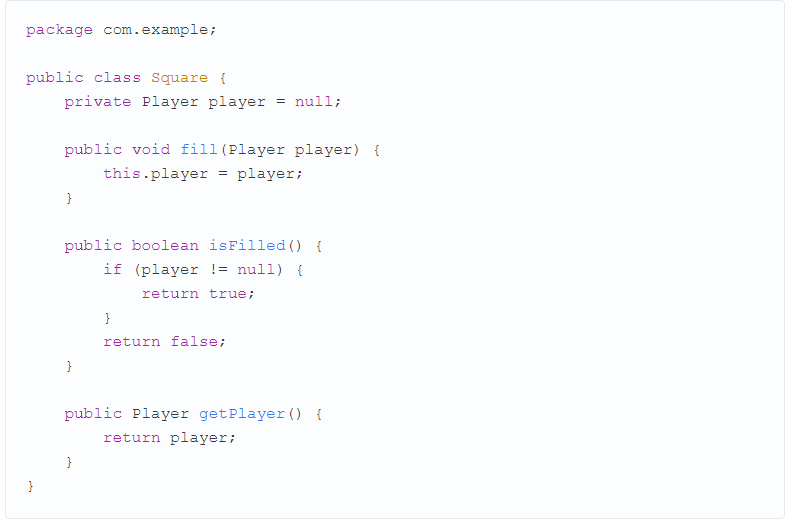 package com.example;
public class Square {
    private Player player = null;
    public void fill(Player player) {
        this.player = player;
    }
    public boolean isFilled() {
        if (player != null) {
            return true;
        }
        return false;
    }
    public Player getPlayer() {
        return player;
    }
}